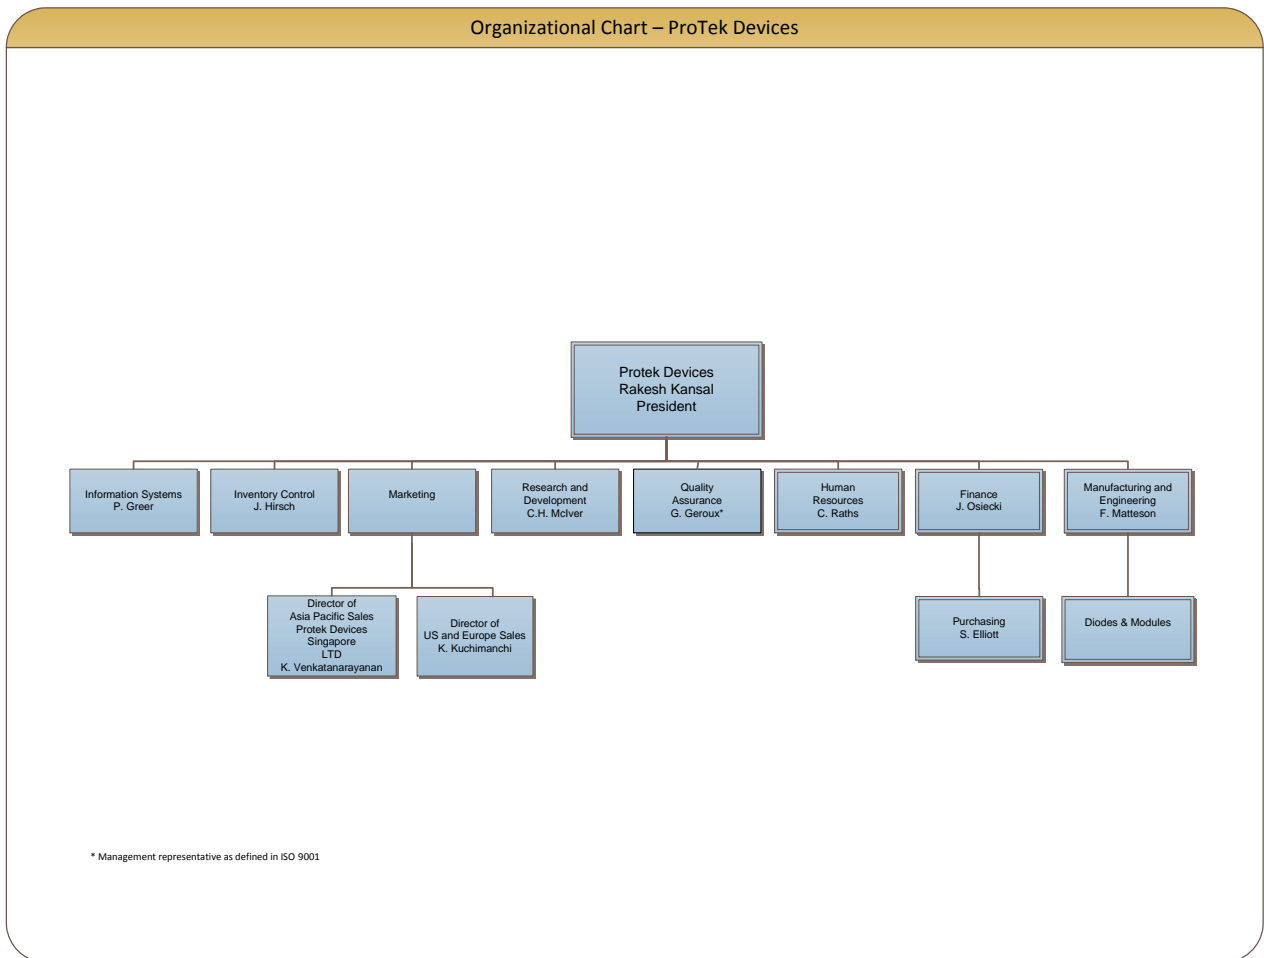 Organizational Chart – ProTek Devices
Protek Devices
Rakesh Kansal
President
Information Systems
P. Greer
Inventory Control
J. Hirsch
Marketing
Research and
Development
C.H. McIver
Quality
Assurance
G. Geroux*
Human
Resources
C. Raths
Finance
J. Osiecki
Manufacturing and
Engineering
F. Matteson
Director of
Asia Pacific Sales
Protek Devices
Singapore
LTD
K. Venkatanarayanan
Director of
US and Europe Sales
K. Kuchimanchi
Purchasing
S. Elliott
Diodes & Modules
* Management representative as defined in ISO 9001